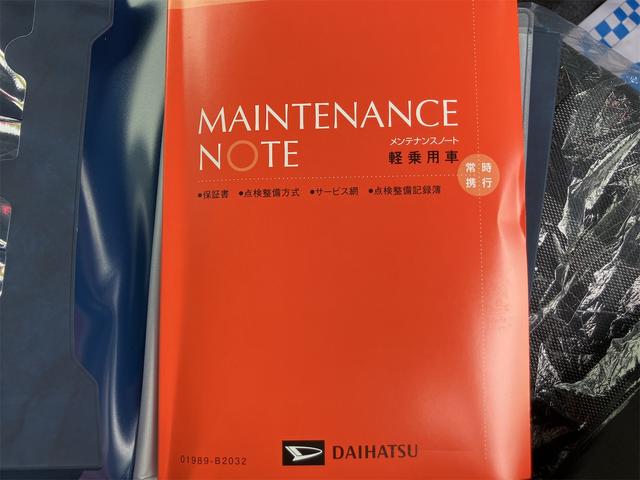 MAINTENANCE
NOTE
メンテナンスノート
軽乗用車
常時
携行
●保証書 ●点検整備方式 ●サービス網 ●点検整備記録簿
01989-B2032
DAIHATSU